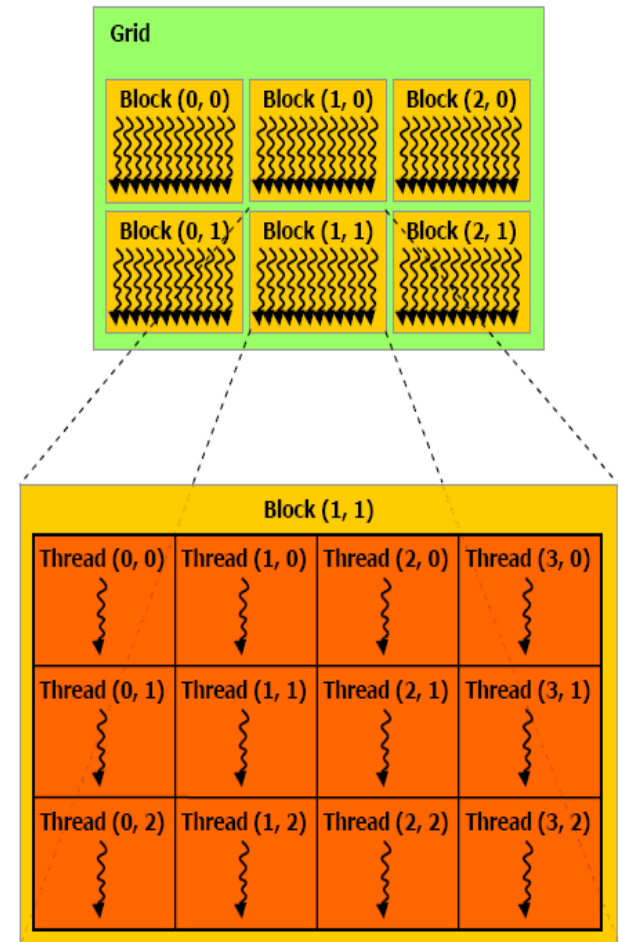 Grid
Block (0, 0) Block (1, 0) Block (2, 0)
Block (0, 1) Block (1, 1) Block (2, 1)
Block (1, 1)
Thread (0, 0) Thread (1, 0) Thread (2, 0) Thread (3, 0)
Thread (0, 1) Thread (1, 1) Thread (2, 1) Thread (3, 1)
Thread (0, 2) Thread (1, 2) Thread (2, 2) Thread (3, 2)